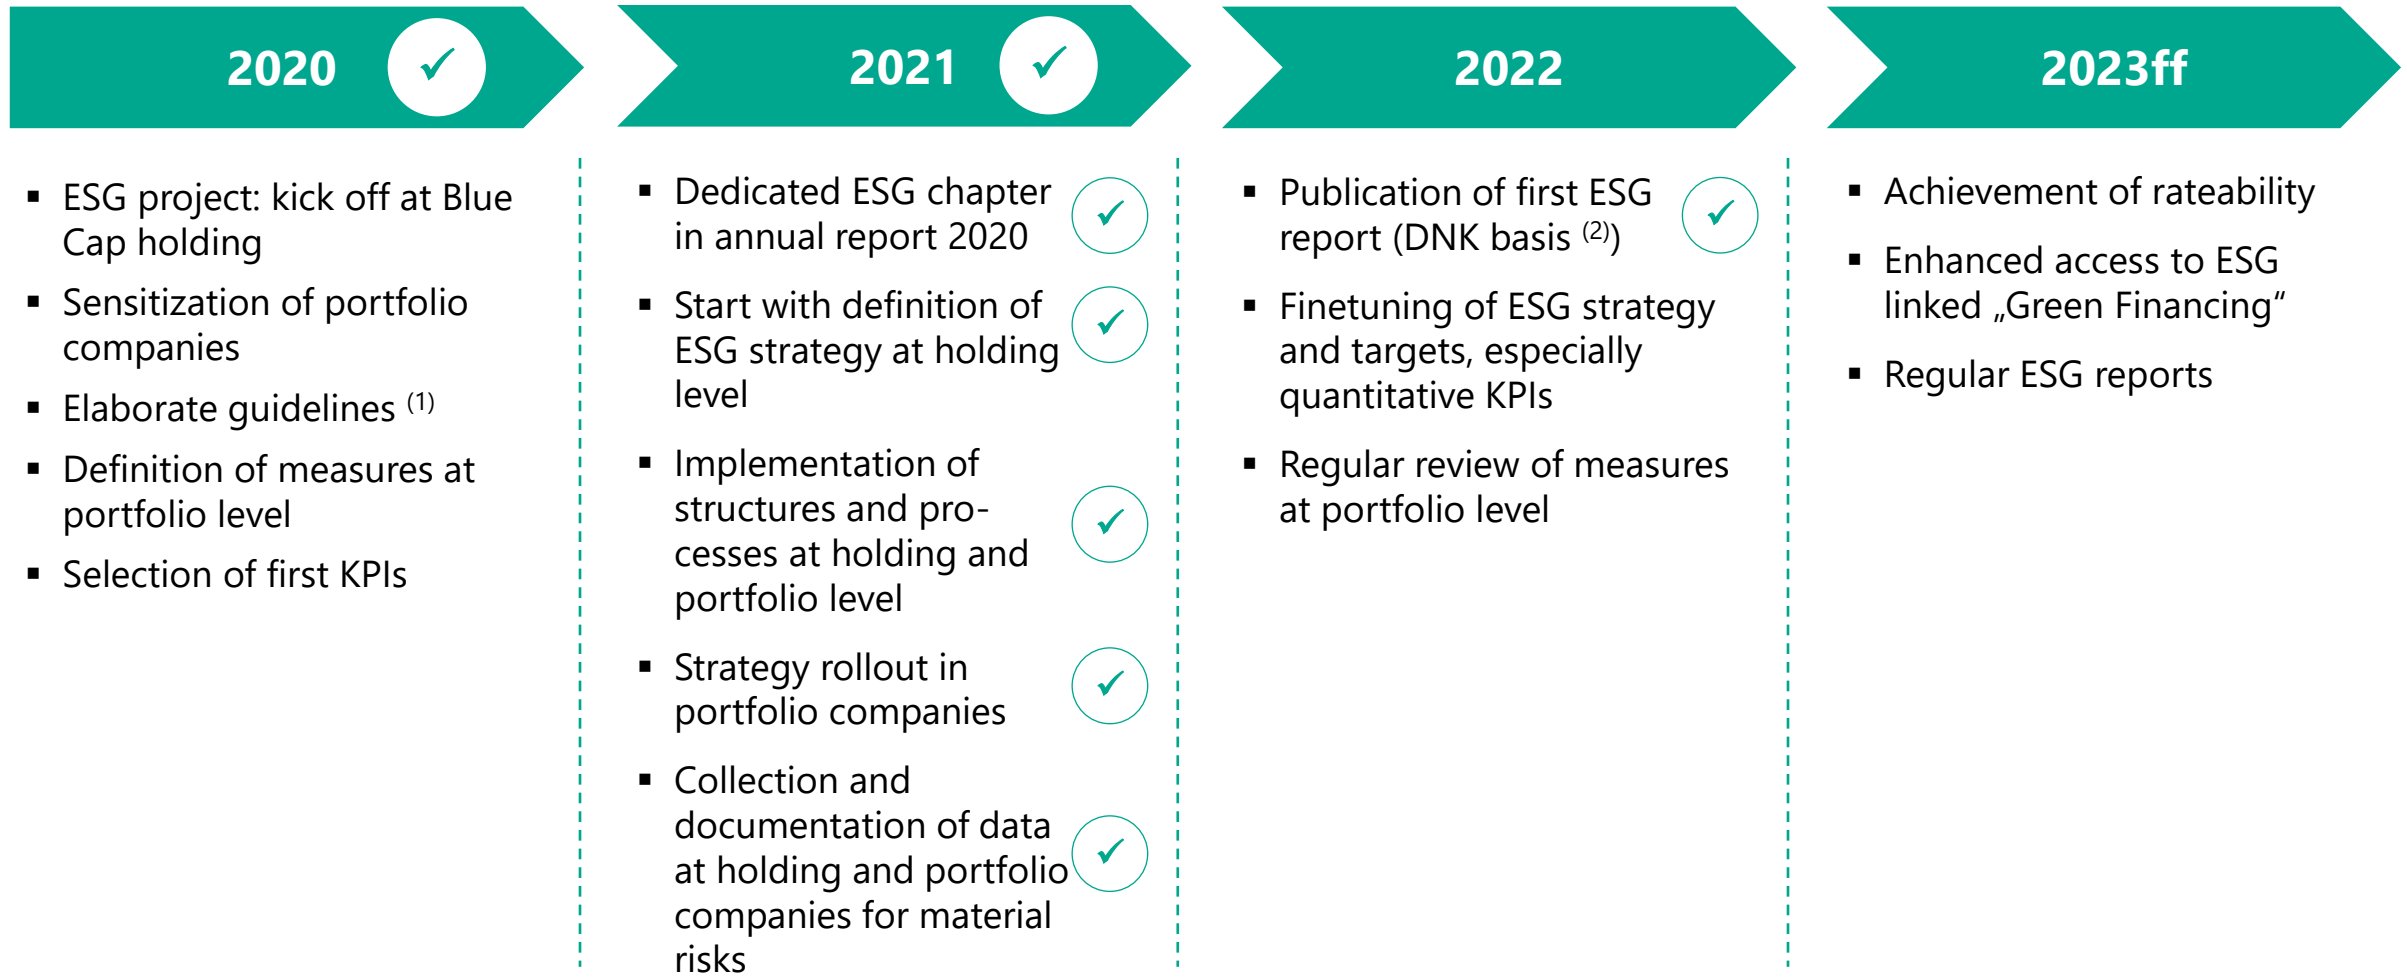 2020
2021
2022
2023ff
▪ ESG project: kick off at Blue
Cap holding
▪ Sensitization of portfolio
companies
▪ Elaborate guidelines (1)
▪ Definition of measures at
portfolio level
▪ Selection of first KPIs
▪ Dedicated ESG chapter
in annual report 2020
▪ Start with definition of
ESG strategy at holding
level
▪ Implementation of
structures and pro-
cesses at holding and
portfolio level
▪ Strategy rollout in
portfolio companies
▪ Collection and
documentation of data
at holding and portfolio
companies for material
risks
▪ Publication of first ESG
report (DNK basis (2))
▪ Finetuning of ESG strategy
and targets, especially
quantitative KPIs
▪ Regular review of measures
at portfolio level
▪ Achievement of rateability
▪ Enhanced access to ESG
linked „Green Financing“
▪ Regular ESG reports